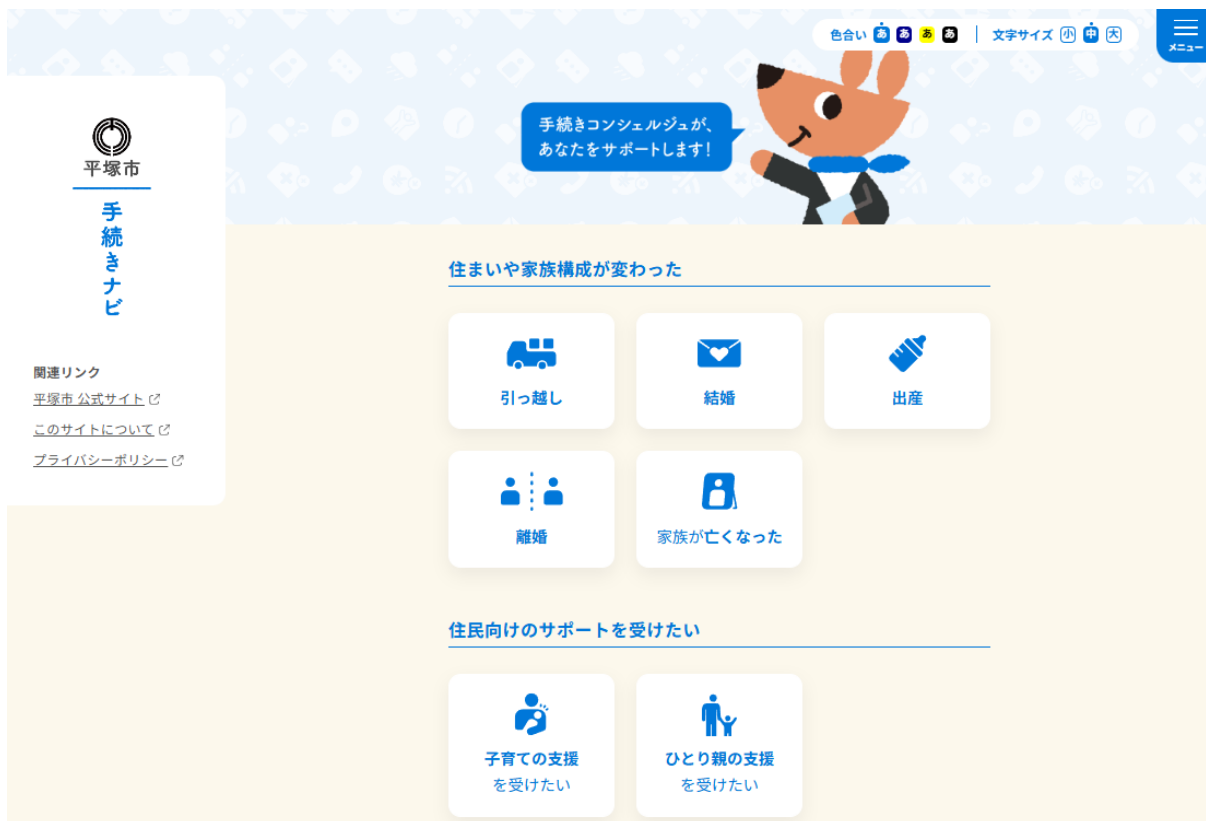 色合い あ あ あ あ 文字サイズ 小 中 大
メニュー
手続きコンシェルジュが、
あなたをサポートします!
平塚市
手続きナビ
関連リンク
平塚市 公式サイト
このサイトについて
プライバシーポリシー
住まいや家族構成が変わった
引っ越し
結婚
出産
離婚
家族が亡くなった
住民向けのサポートを受けたい
子育ての支援
を受けたい
ひとり親の支援
を受けたい